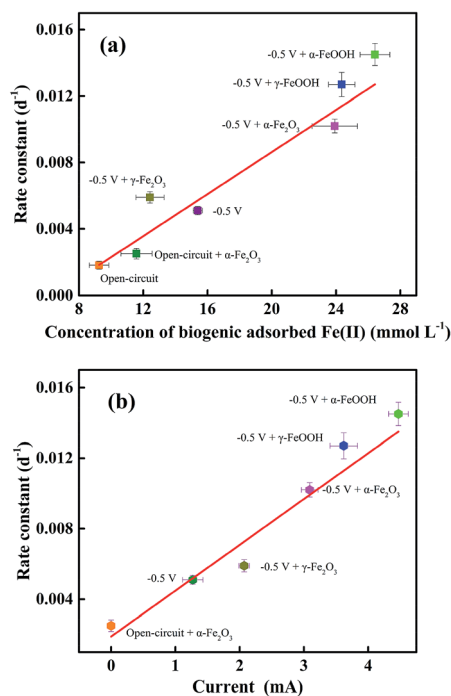 (a)
-0.5 V + α-FeOOH
0.016
-0.5 V + γ-FeOOH
0.012
-0.5 V + α-Fe₂O₃
0.008
-0.5 V + γ-Fe₂O₃
-0.5 V
0.004
Open-circuit + α-Fe₂O₃
Open-circuit
0.000
Rate constant (d⁻¹)
8 12 16 20 24 28
Concentration of biogenic adsorbed Fe(II) (mmol L⁻¹)
(b)
0.016
-0.5 V + α-FeOOH
-0.5 V + γ-FeOOH
0.012
-0.5 V + α-Fe₂O₃
0.008
-0.5 V
-0.5 V + γ-Fe₂O₃
0.004
Open-circuit + α-Fe₂O₃
Rate constant (d⁻¹)
0 1 2 3 4
Current (mA)